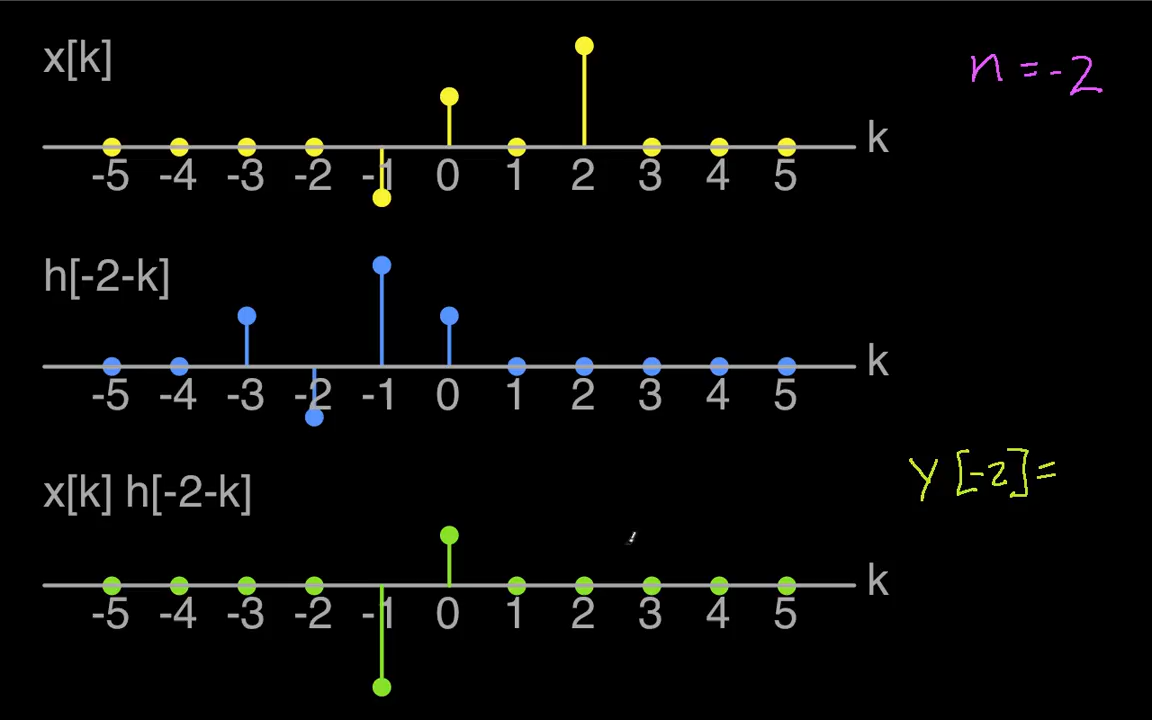 x[k]
n = -2
k
-5 -4 -3 -2 -1 0 1 2 3 4 5
h[-2-k]
k
-5 -4 -3 -2 -1 0 1 2 3 4 5
y[-2]=
x[k] h[-2-k]
k
-5 -4 -3 -2 -1 0 1 2 3 4 5